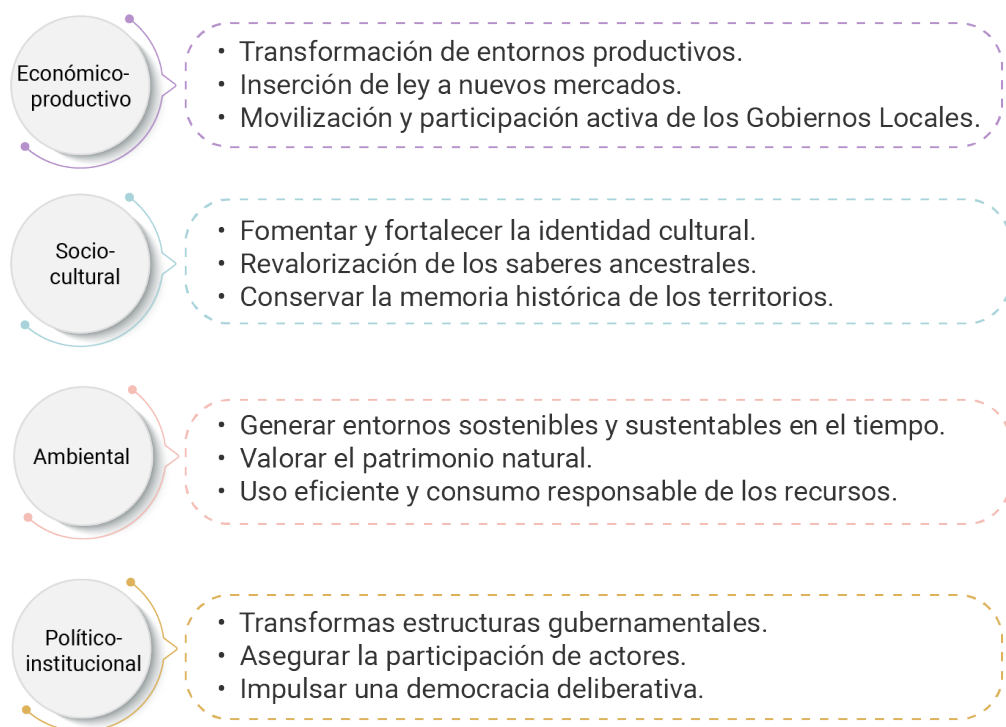 Económico-
productivo
• Transformación de entornos productivos.
• Inserción de ley a nuevos mercados.
• Movilización y participación activa de los Gobiernos Locales.
Socio-
cultural
• Fomentar y fortalecer la identidad cultural.
• Revalorización de los saberes ancestrales.
• Conservar la memoria histórica de los territorios.
Ambiental
• Generar entornos sostenibles y sustentables en el tiempo.
• Valorar el patrimonio natural.
• Uso eficiente y consumo responsable de los recursos.
Político-
institucional
• Transformas estructuras gubernamentales.
• Asegurar la participación de actores.
• Impulsar una democracia deliberativa.